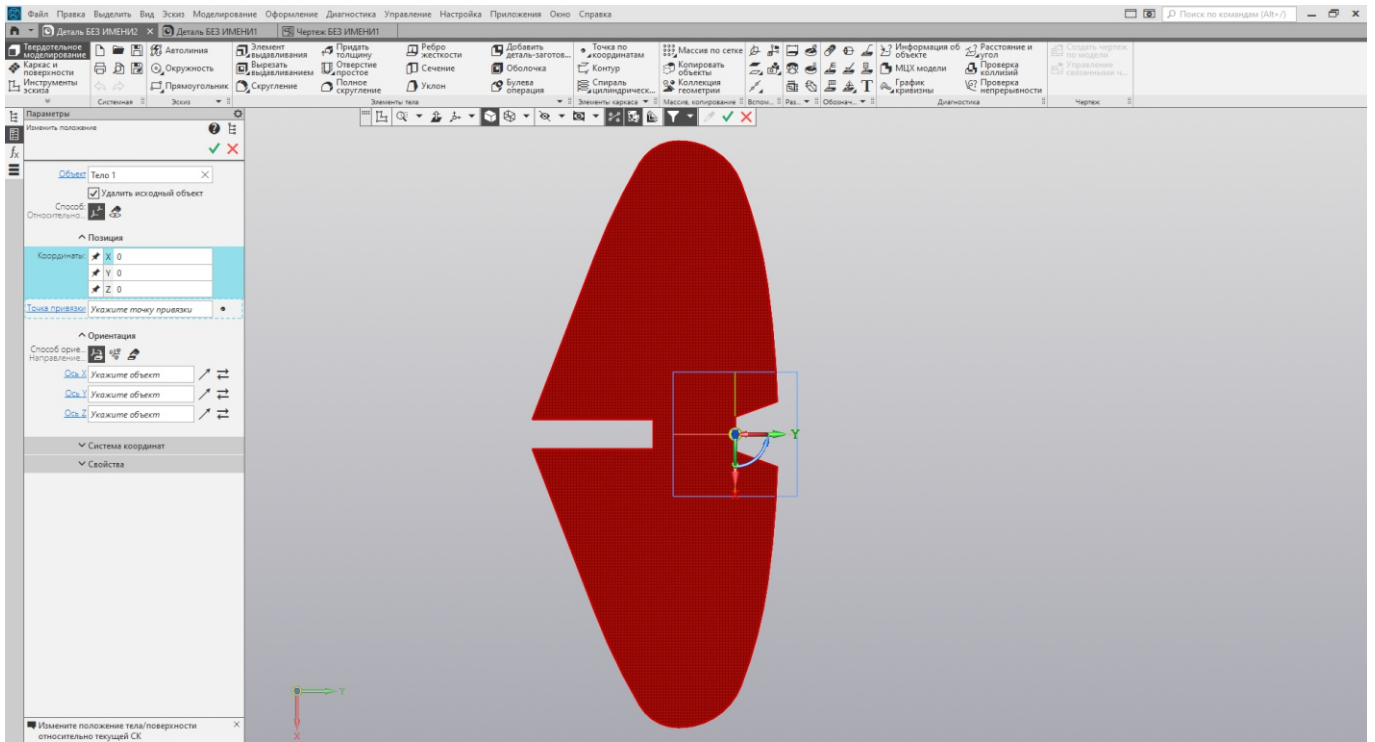 Файл Правка Выделить Вид Эскиз Моделирование Оформление Диагностика Управление Настройка Приложения Окно Справка
Поиск по командам (Alt+/)
Деталь БЕЗ ИМЕНИ2
Деталь БЕЗ ИМЕНИ1
Чертеж БЕЗ ИМЕНИ1
Твердотельное моделирование
Каркас и поверхности
Инструменты эскиза
Системная
Автолиния
Окружность
Прямоугольник
Эскиз
Элемент выдавливания
Вырезать выдавливанием
Скругление
Придать толщину
Отверстие простое
Полное скругление
Ребро жесткости
Сечение
Уклон
Добавить деталь-заготов...
Оболочка
Булева операция
Элементы тела
Точка по координатам
Контур
Спираль цилиндрическ...
Элементы каркаса
Массив по сетке
Копировать объекты
Коллекция геометрии
Массив, копирование
Вспом...
Раз...
Обознач...
Информация об объекте
МЦХ модели
График кривизны
Расстояние и угол
Проверка коллизий
Проверка непрерывности
Диагностика
Создать чертеж по модели
Управление связанными ч...
Чертеж
Параметры
Изменить положение
Объект Тело 1
Удалить исходный объект
Способ:
Относительно...
Позиция
Координаты: X 0
Y 0
Z 0
Точка привязки Укажите точку привязки
Ориентация
Способ орие...
Направление...
Ось X Укажите объект
Ось Y Укажите объект
Ось Z Укажите объект
Система координат
Свойства
Y
X
Y
X
Измените положение тела/поверхности
относительно текущей СК